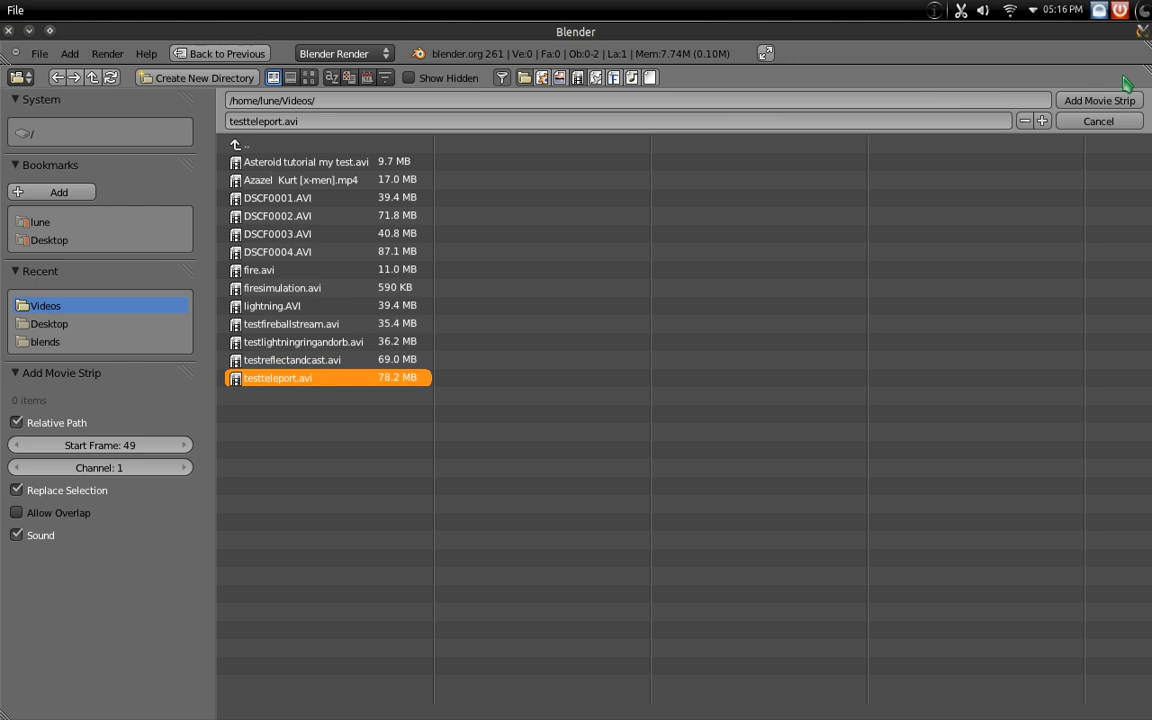 File
05:16 PM
Blender
File Add Render Help Back to Previous Blender Render blender.org 261 | Ve:0 | Fa:0 | Ob:0-2 | La:1 | Mem:7.74M (0.10M)
Create New Directory Show Hidden
System
/
Bookmarks
Add
lune
Desktop
Recent
Videos
Desktop
blends
Add Movie Strip
0 items
Relative Path
Start Frame: 49
Channel: 1
Replace Selection
Allow Overlap
Sound
/home/lune/Videos/ Add Movie Strip
testteleport.avi Cancel
..
Asteroid tutorial my test.avi 9.7 MB
Azazel Kurt [x-men].mp4 17.0 MB
DSCF0001.AVI 39.4 MB
DSCF0002.AVI 71.8 MB
DSCF0003.AVI 40.8 MB
DSCF0004.AVI 87.1 MB
fire.avi 11.0 MB
firesimulation.avi 590 KB
lightning.AVI 39.4 MB
testfireballstream.avi 35.4 MB
testlightningringandorb.avi 36.2 MB
testreflectandcast.avi 69.0 MB
testteleport.avi 78.2 MB